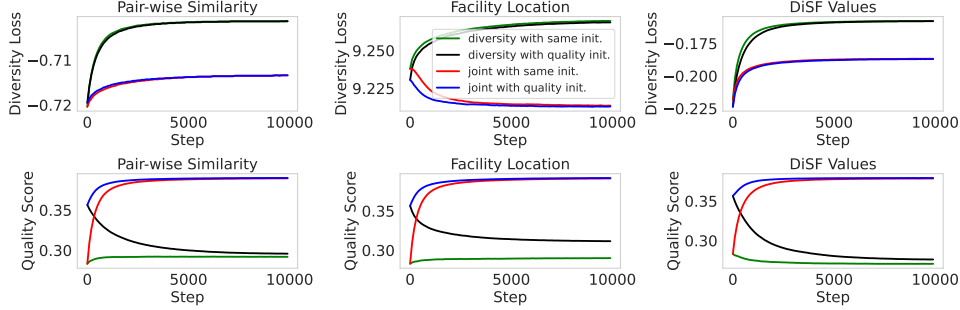 Pair-wise Similarity
Diversity Loss
−0.71
−0.72
0
5000
10000
Step
Facility Location
Diversity Loss
9.250
9.225
diversity with same init.
diversity with quality init.
joint with same init.
joint with quality init.
0
5000
10000
Step
DiSF Values
Diversity Loss
−0.175
−0.200
−0.225
0
5000
10000
Step
Pair-wise Similarity
Quality Score
0.35
0.30
0
5000
10000
Step
Facility Location
Quality Score
0.35
0.30
0
5000
10000
Step
DiSF Values
Quality Score
0.35
0.30
0
5000
10000
Step